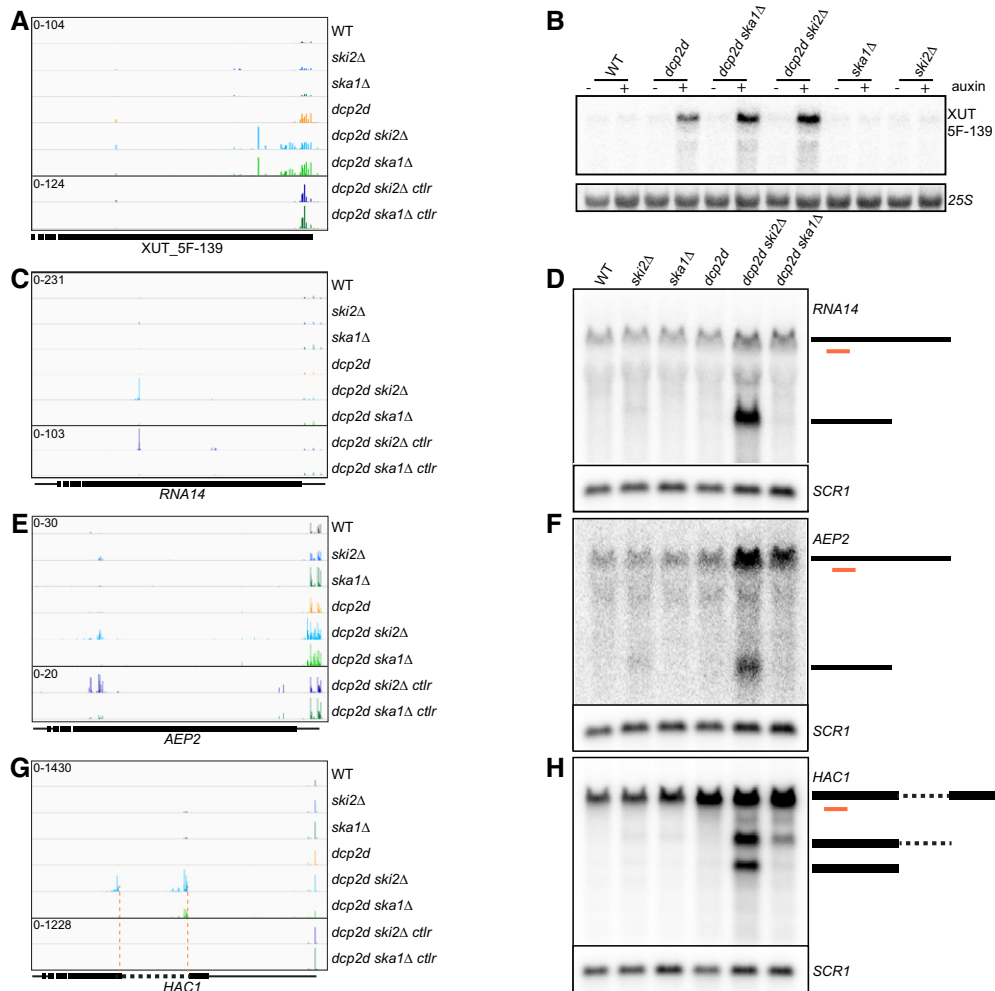 A
0-104
WT
ski2Δ
ska1Δ
dcp2d
dcp2d ski2Δ
dcp2d ska1Δ
0-124
dcp2d ski2Δ ctlr
dcp2d ska1Δ ctlr
XUT_5F-139
B
WT
dcp2d
dcp2d ska1Δ
dcp2d ski2Δ
ska1Δ
ski2Δ
- + - + - + - + - + - + auxin
XUT
5F-139
25S
C
0-231
WT
ski2Δ
ska1Δ
dcp2d
dcp2d ski2Δ
dcp2d ska1Δ
0-103
dcp2d ski2Δ ctlr
dcp2d ska1Δ ctlr
RNA14
D
WT
ski2Δ
ska1Δ
dcp2d
dcp2d ski2Δ
dcp2d ska1Δ
RNA14
SCR1
E
0-30
WT
ski2Δ
ska1Δ
dcp2d
dcp2d ski2Δ
dcp2d ska1Δ
0-20
dcp2d ski2Δ ctlr
dcp2d ska1Δ ctlr
AEP2
F
AEP2
SCR1
G
0-1430
WT
ski2Δ
ska1Δ
dcp2d
dcp2d ski2Δ
dcp2d ska1Δ
0-1228
dcp2d ski2Δ ctlr
dcp2d ska1Δ ctlr
HAC1
H
HAC1
SCR1